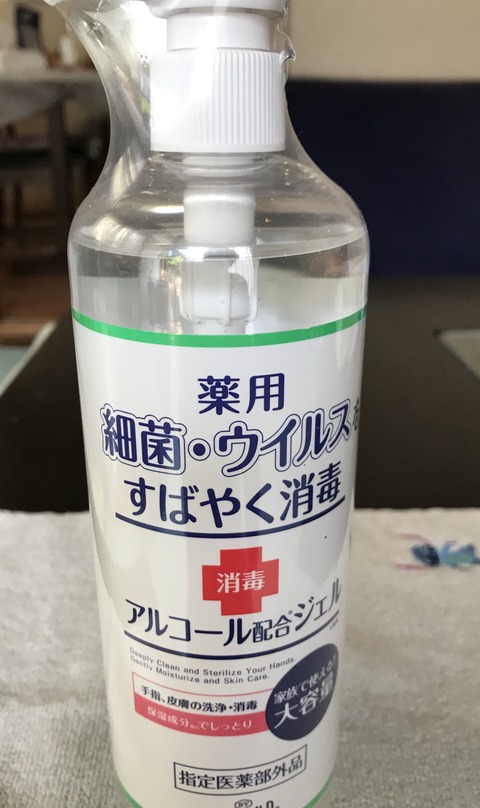 薬用
細菌・ウイルスを
すばやく消毒
消毒
アルコール配合※ジェル
Deeply Clean and Sterilize Your Hands.
Gently Moisturize and Skin Care.
手指、皮膚の洗浄・消毒
保湿成分※でしっとり
家族で使える!
大容量
指定医薬部外品